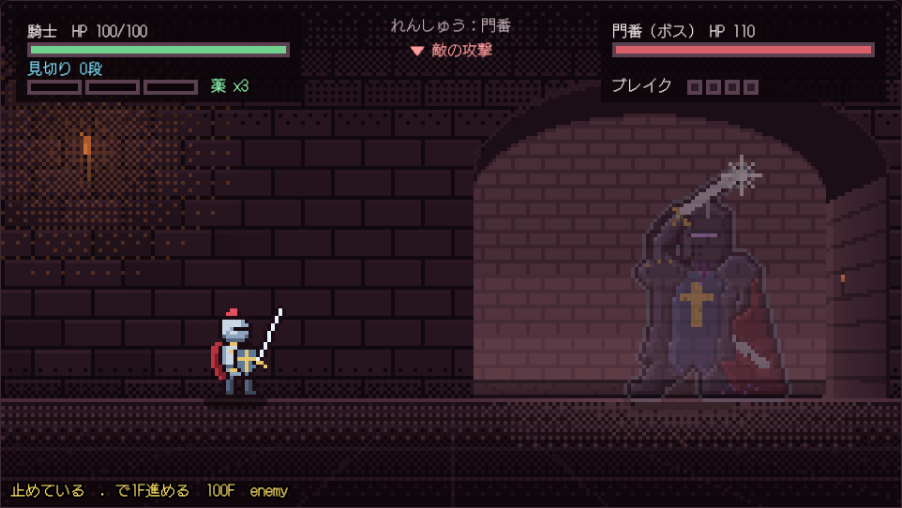 騎士 HP 100/100
見切り 0段
薬 x3
れんしゅう：門番
▼ 敵の攻撃
門番（ボス） HP 110
ブレイク
止めている . で1F進める 100F enemy